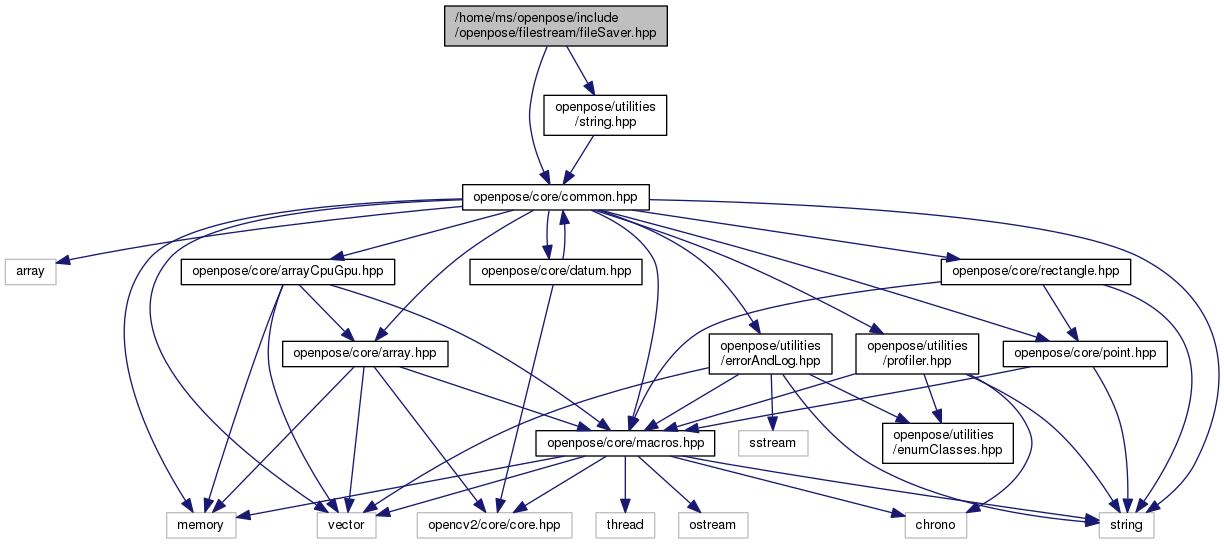 /home/ms/openpose/include
/openpose/filestream/fileSaver.hpp
openpose/utilities
/string.hpp
openpose/core/common.hpp
array
openpose/core/arrayCpuGpu.hpp
openpose/core/datum.hpp
openpose/core/rectangle.hpp
openpose/core/array.hpp
openpose/utilities
/errorAndLog.hpp
openpose/utilities
/profiler.hpp
openpose/core/point.hpp
openpose/core/macros.hpp
sstream
openpose/utilities
/enumClasses.hpp
memory
vector
opencv2/core/core.hpp
thread
ostream
chrono
string